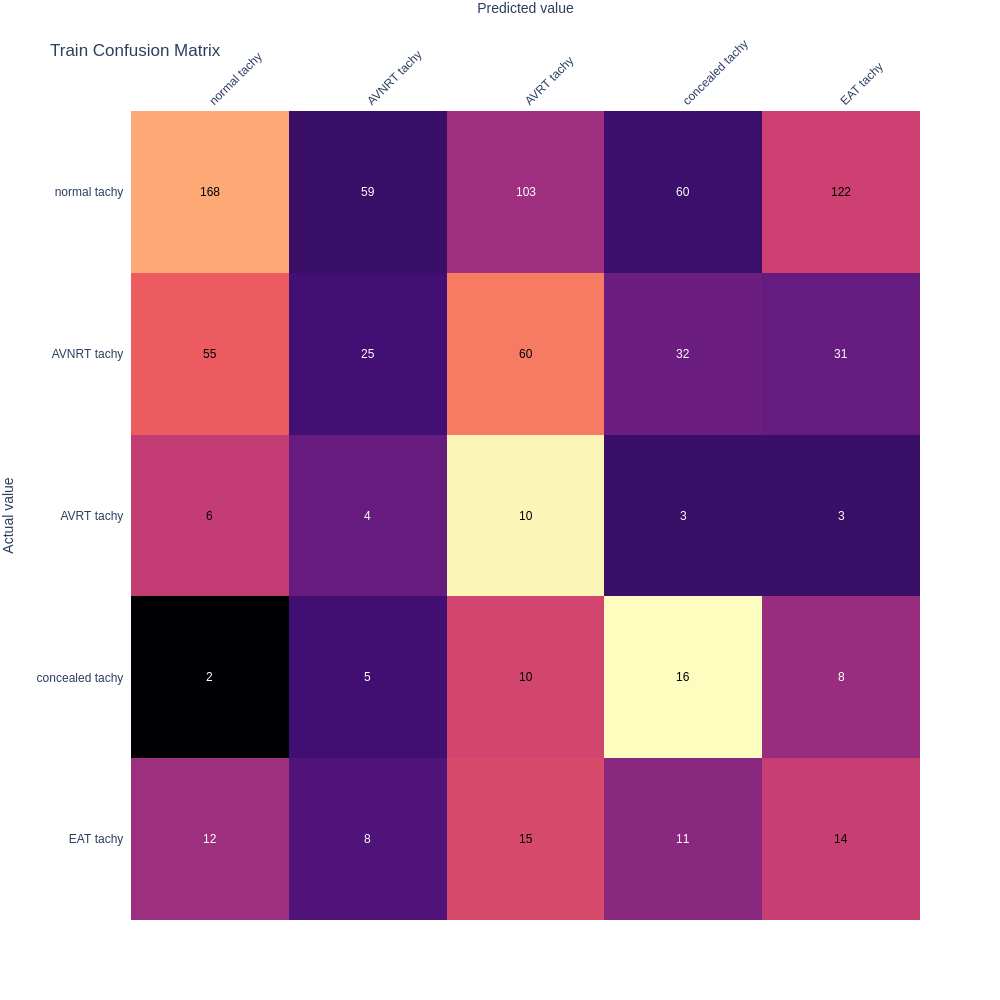 Predicted value
Train Confusion Matrix
normal tachy
AVNRT tachy
AVRT tachy
concealed tachy
EAT tachy
normal tachy
168
59
103
60
122
AVNRT tachy
55
25
60
32
31
Actual value
AVRT tachy
6
4
10
3
3
concealed tachy
2
5
10
16
8
EAT tachy
12
8
15
11
14